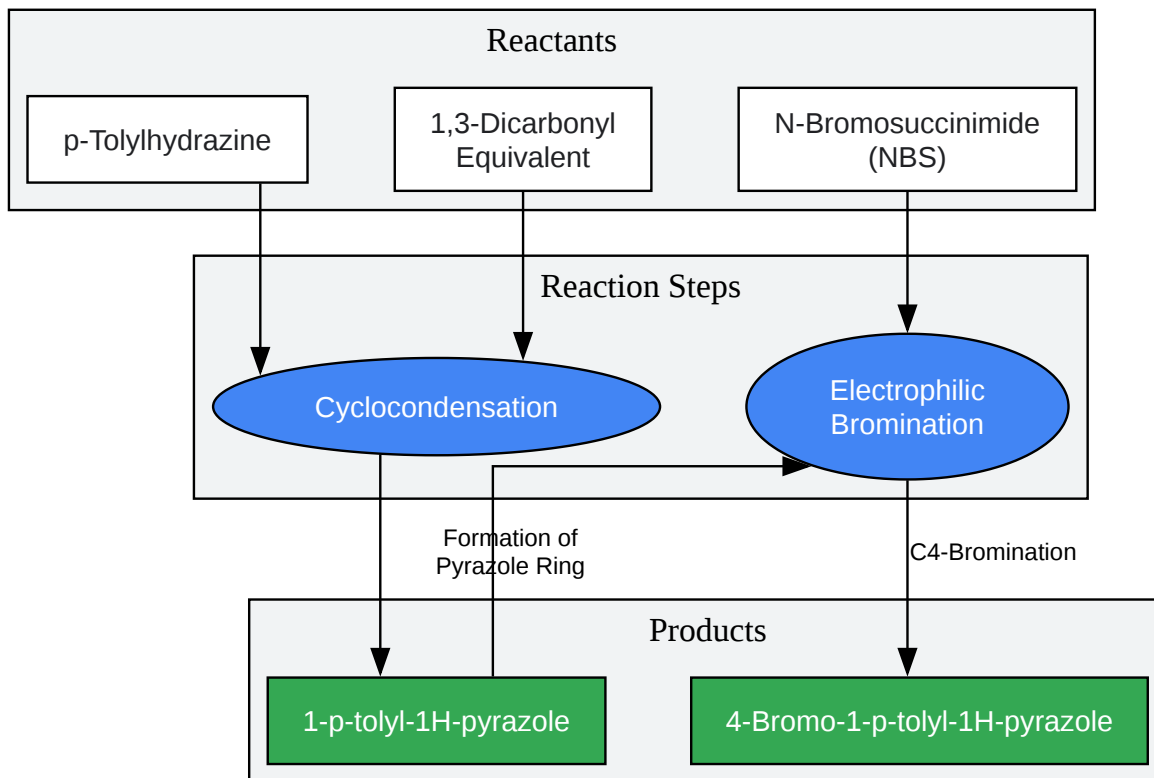 Reactants
p-Tolylhydrazine
1,3-Dicarbonyl
Equivalent
N-Bromosuccinimide
(NBS)
Reaction Steps
Cyclocondensation
Electrophilic
Bromination
Formation of
Pyrazole Ring
C4-Bromination
Products
1-p-tolyl-1H-pyrazole
4-Bromo-1-p-tolyl-1H-pyrazole